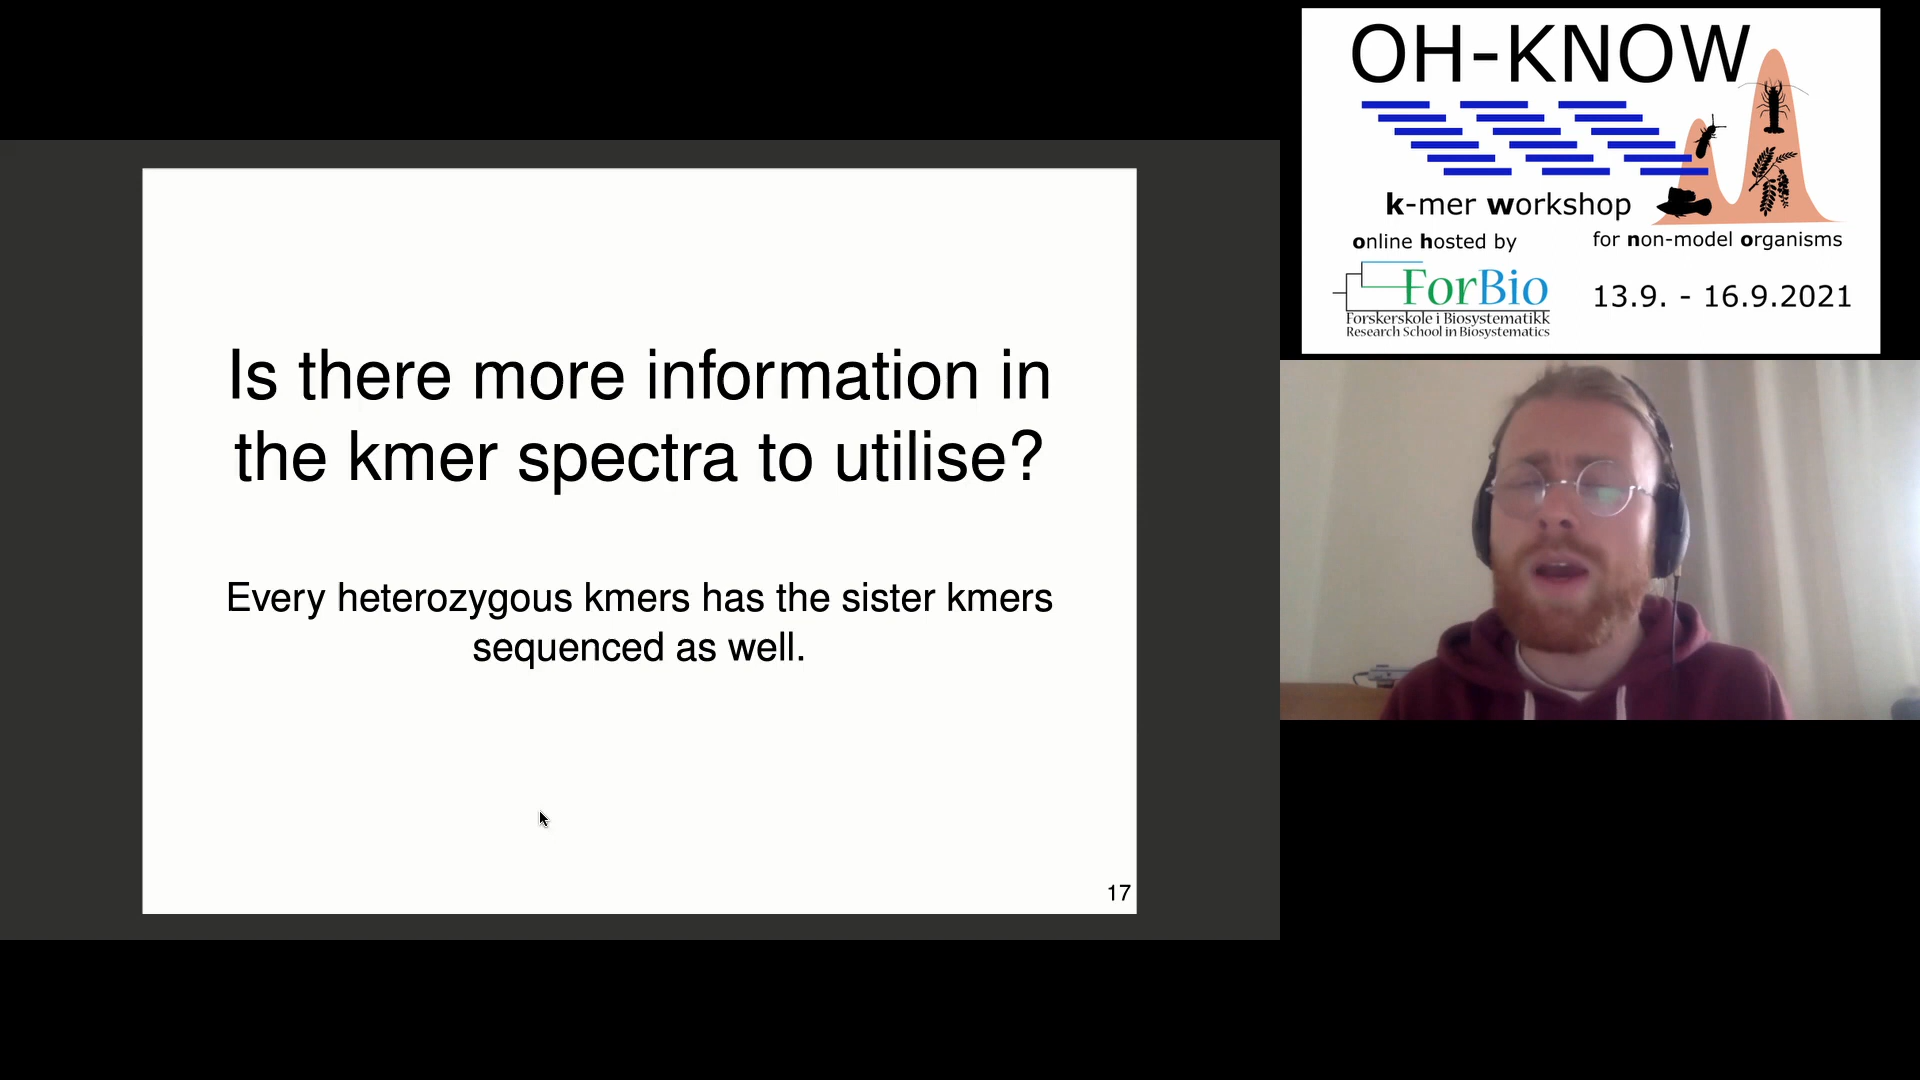 Is there more information in
the kmer spectra to utilise?
Every heterozygous kmers has the sister kmers
sequenced as well.
17
OH-KNOW
k-mer workshop
online hosted by
for non-model organisms
ForBio
Forskerskole i Biosystematikk
Research School in Biosystematics
13.9. - 16.9.2021